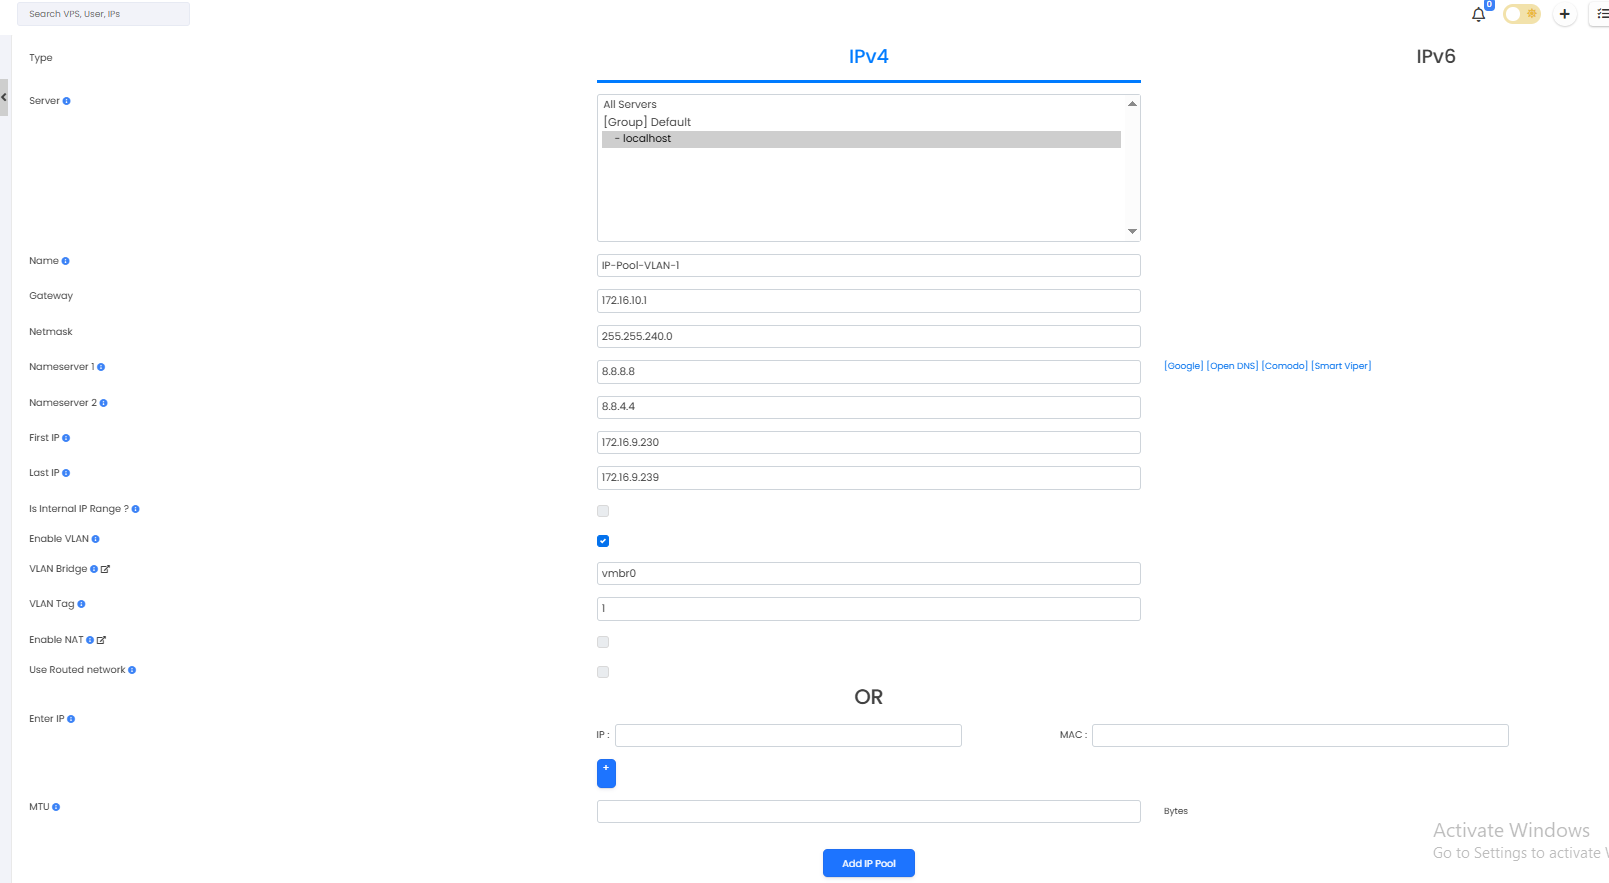 Search VPS, User, IPs
0
Type
IPv4
IPv6
Server
All Servers
[Group] Default
- localhost
Name
IP-Pool-VLAN-1
Gateway
172.16.10.1
Netmask
255.255.240.0
Nameserver 1
8.8.8.8
[Google] [Open DNS] [Comodo] [Smart Viper]
Nameserver 2
8.8.4.4
First IP
172.16.9.230
Last IP
172.16.9.239
Is Internal IP Range ?
Enable VLAN
VLAN Bridge
vmbr0
VLAN Tag
1
Enable NAT
Use Routed network
OR
Enter IP
IP :
MAC :
+
MTU
Bytes
Add IP Pool
Activate Windows
Go to Settings to activate